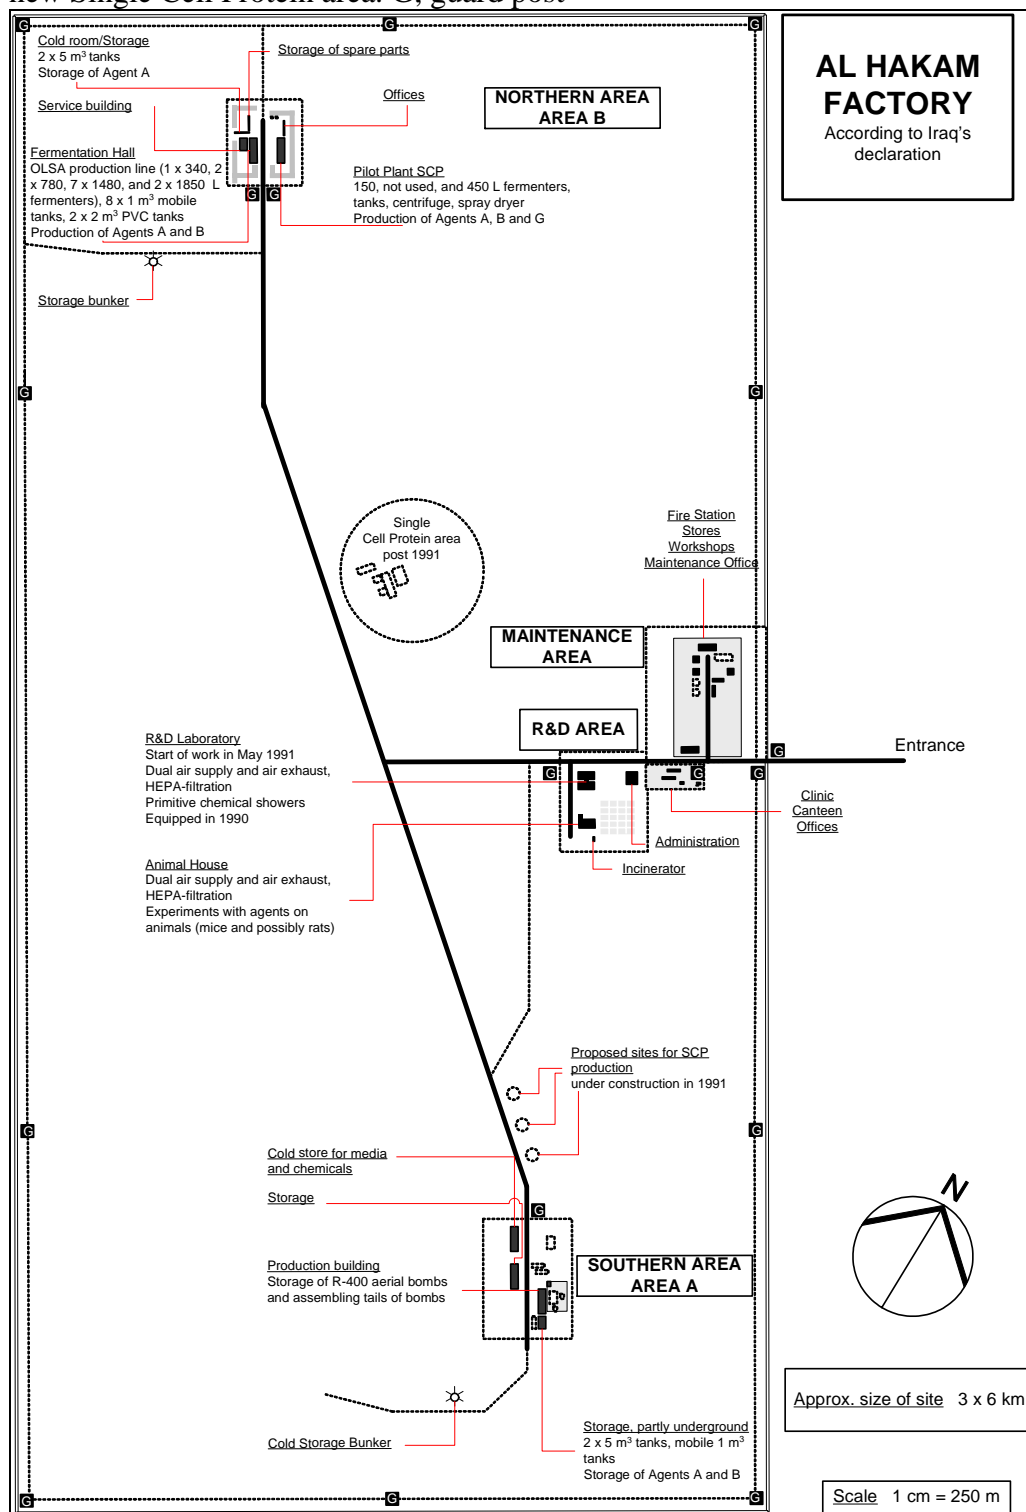 new Single Cell Protein area. G, guard post
G
G
G
Cold room/Storage
2 x 5 m³ tanks
Storage of Agent A
Storage of spare parts
Service building
Offices
NORTHERN AREA
AREA B
AL HAKAM
FACTORY
According to Iraq's
declaration
Fermentation Hall
OLSA production line (1 x 340, 2
x 780, 7 x 1480, and 2 x 1850 L
fermenters), 8 x 1 m³ mobile
tanks, 2 x 2 m³ PVC tanks
Production of Agents A and B
Pilot Plant SCP
150, not used, and 450 L fermenters,
tanks, centrifuge, spray dryer
Production of Agents A, B and G
G
G
Storage bunker
G
G
Single
Cell Protein area
post 1991
Fire Station
Stores
Workshops
Maintenance Office
MAINTENANCE
AREA
R&D AREA
R&D Laboratory
Start of work in May 1991
Dual air supply and air exhaust,
HEPA-filtration
Primitive chemical showers
Equipped in 1990
G
Entrance
G
G
G
Clinic
Canteen
Offices
Administration
Incinerator
Animal House
Dual air supply and air exhaust,
HEPA-filtration
Experiments with agents on
animals (mice and possibly rats)
Proposed sites for SCP
production
under construction in 1991
G
G
Cold store for media
and chemicals
Storage
G
N
Production building
Storage of R-400 aerial bombs
and assembling tails of bombs
SOUTHERN AREA
AREA A
Approx. size of site 3 x 6 km
Cold Storage Bunker
Storage, partly underground
2 x 5 m³ tanks, mobile 1 m³
tanks
Storage of Agents A and B
G
G
G
Scale 1 cm = 250 m